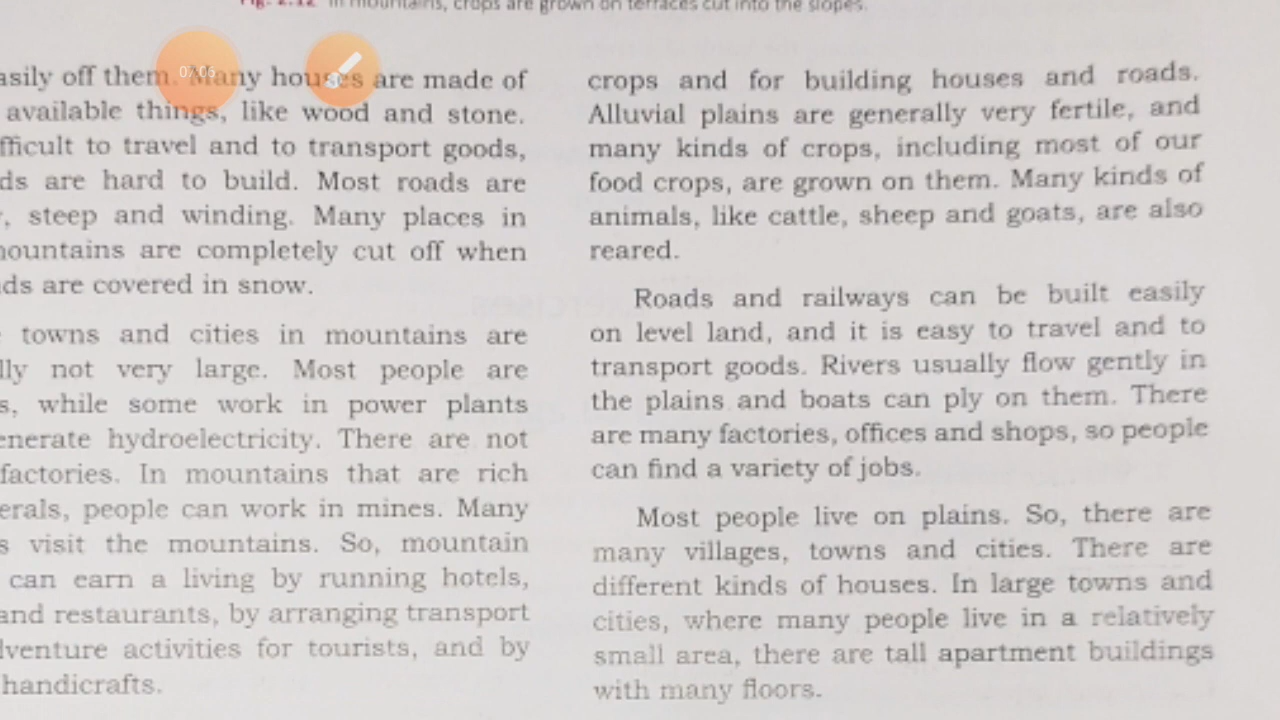 Fig. 2.12 In mountains, crops are grown on terraces cut into the slopes.
07:06
off them. Many houses are made of
available things, like wood and stone.
to travel and to transport goods,
are hard to build. Most roads are
steep and winding. Many places in
are completely cut off when
are covered in snow.
towns and cities in mountains are
not very large. Most people are
while some work in power plants
hydroelectricity. There are not
factories. In mountains that are rich
people can work in mines. Many
visit the mountains. So, mountain
can earn a living by running hotels,
and restaurants, by arranging transport
activities for tourists, and by
handicrafts.
crops and for building houses and roads.
Alluvial plains are generally very fertile, and
many kinds of crops, including most of our
food crops, are grown on them. Many kinds of
animals, like cattle, sheep and goats, are also
reared.
Roads and railways can be built easily
on level land, and it is easy to travel and to
transport goods. Rivers usually flow gently in
the plains and boats can ply on them. There
are many factories, offices and shops, so people
can find a variety of jobs.
Most people live on plains. So, there are
many villages, towns and cities. There are
different kinds of houses. In large towns and
cities, where many people live in a relatively
small area, there are tall apartment buildings
with many floors.